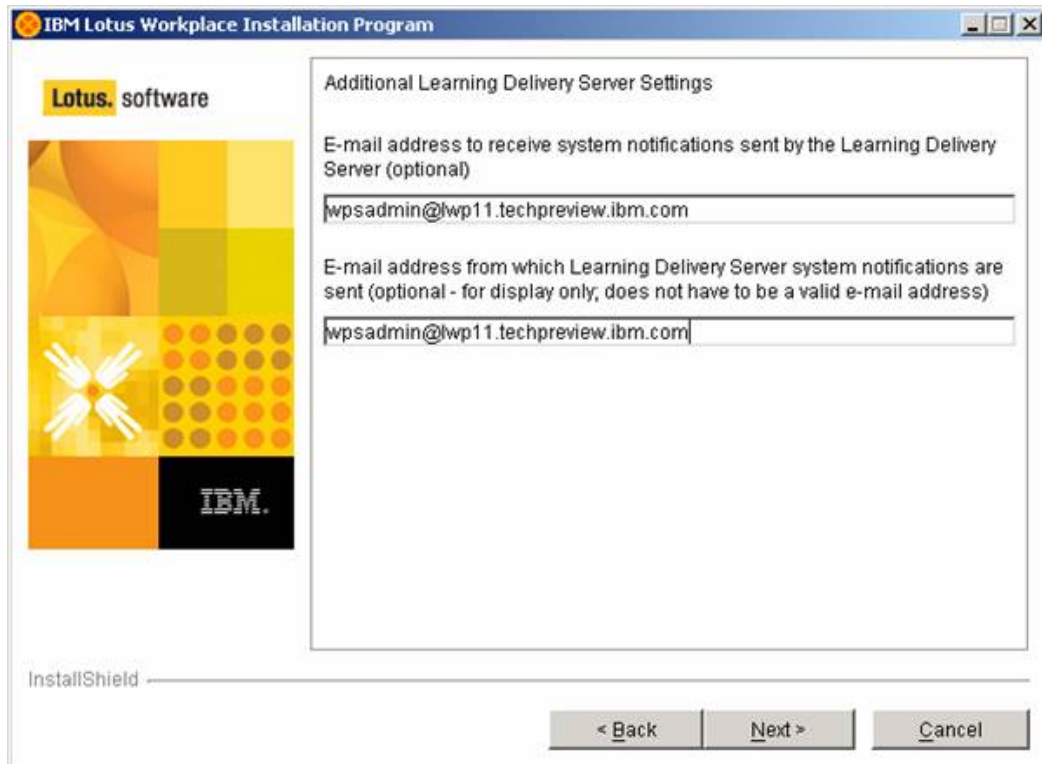 IBM Lotus Workplace Installation Program
Lotus. software
IBM.
Additional Learning Delivery Server Settings
E-mail address to receive system notifications sent by the Learning Delivery
Server (optional)
wpsadmin@lwp11.techpreview.ibm.com
E-mail address from which Learning Delivery Server system notifications are
sent (optional - for display only; does not have to be a valid e-mail address)
wpsadmin@lwp11.techpreview.ibm.com
InstallShield
< Back Next > Cancel